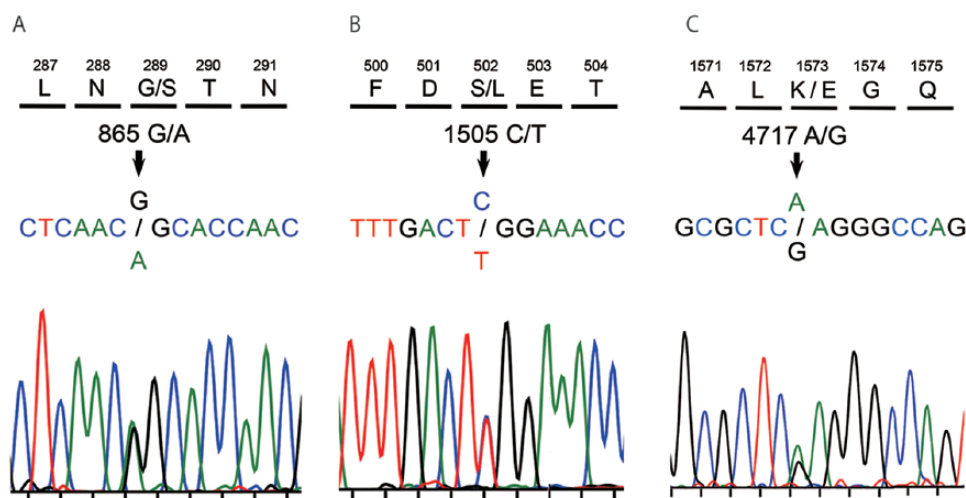 A
B
C
287 288 289 290 291
L N G/S T N
865 G/A
G
CTCAAC / GCACCAAC
A
500 501 502 503 504
F D S/L E T
1505 C/T
C
TTTGACT / GGAAACC
T
1571 1572 1573 1574 1575
A L K/E G Q
4717 A/G
A
GCGCTC / AGGGCCAG
G